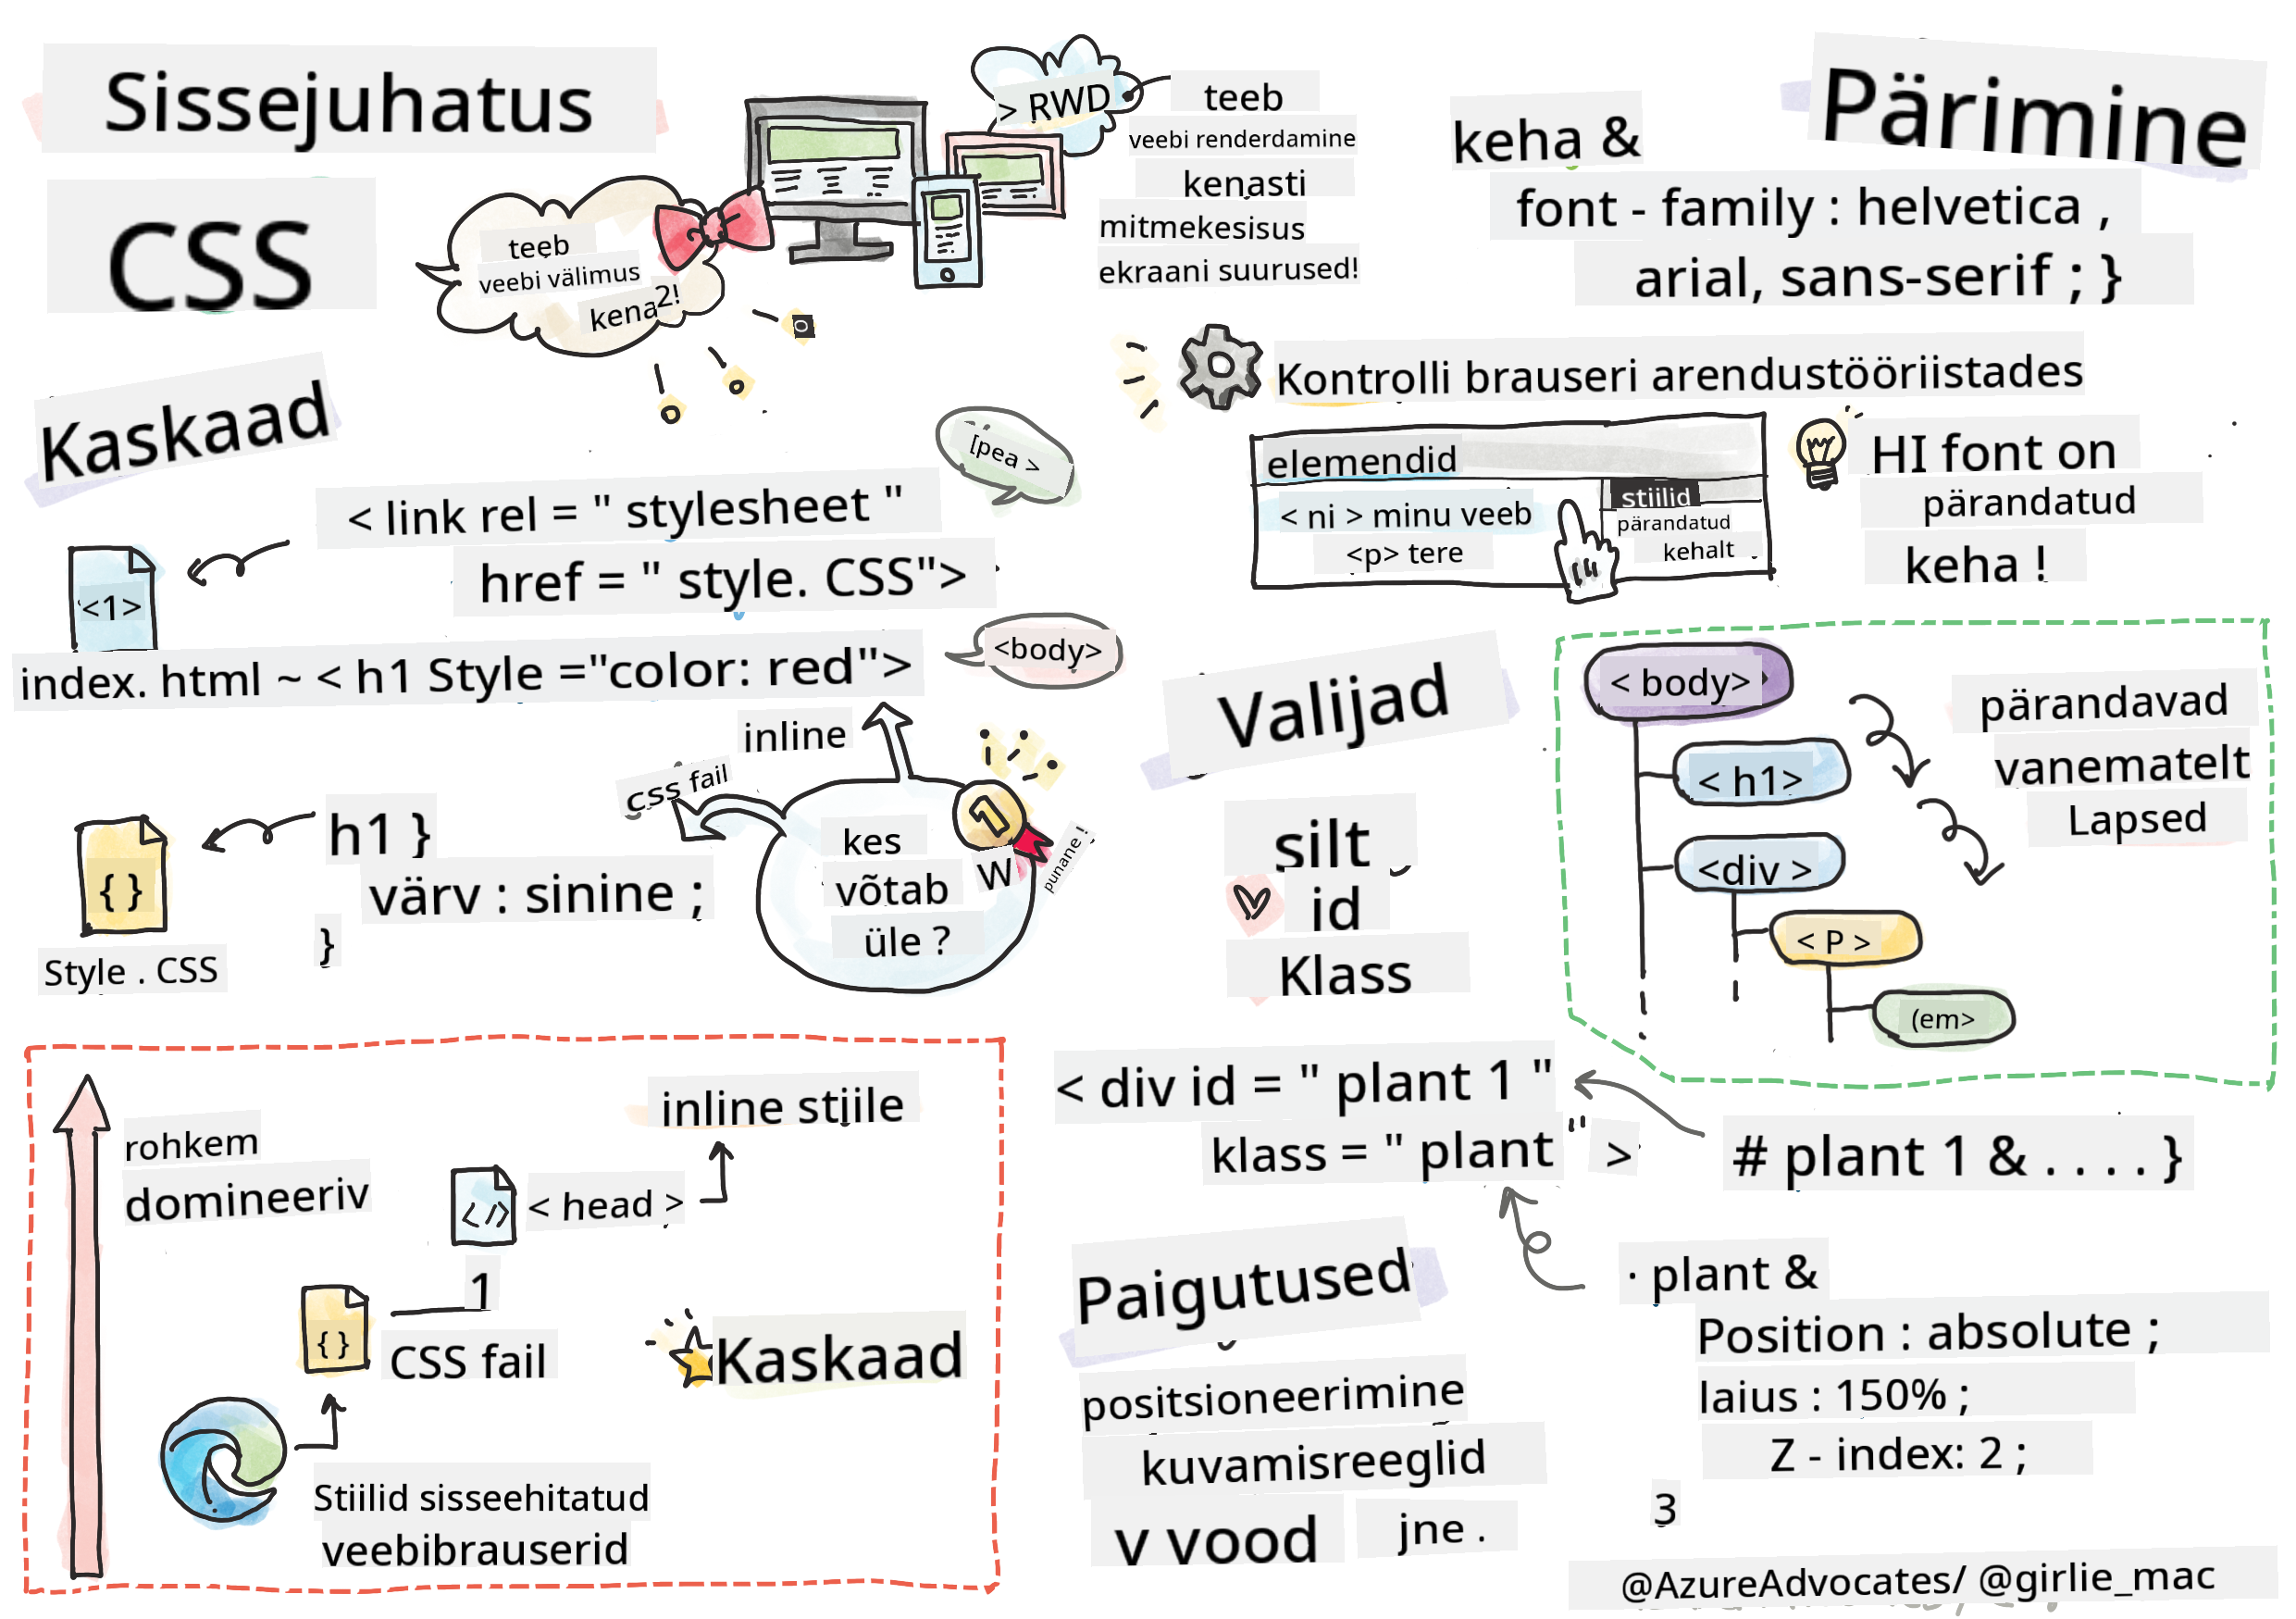 Sissejuhatus
CSS
teeb
veebi välimus
kena2!
> RWD
teeb
veebi renderdamine
kenasti
mitmekesisus
ekraani suurused!
Pärimine
keha &
font - family : helvetica ,
arial, sans-serif ; }
Kontrolli brauseri arendustööriistades
elemendid
< ni > minu veeb
<p> tere
stiilid
pärandatud
kehalt
HI font on
pärandatud
keha !
Kaskaad
[pea >
< link rel = " stylesheet "
href = " style. CSS">
<1>
index. html ~ < h1 Style ="color: red">
<body>
inline
css fail
h1 }
värv : sinine ;
}
{ }
Style . CSS
kes
võtab
üle ?
1
W
punane !
Valijad
silt
id
Klass
< body>
< h1>
<div >
< P >
(em>
pärandavad
vanematelt
Lapsed
< div id = " plant 1 "
klass = " plant " >
# plant 1 & . . . . }
· plant &
Position : absolute ;
laius : 150% ;
Z - index: 2 ;
3
rohkem
domineeriv
inline stiile
</>
< head >
1
{ }
CSS fail
Kaskaad
Stiilid sisseehitatud
veebibrauserid
Paigutused
positsioneerimine
kuvamisreeglid
v vood
jne .
@AzureAdvocates/ @girlie_mac